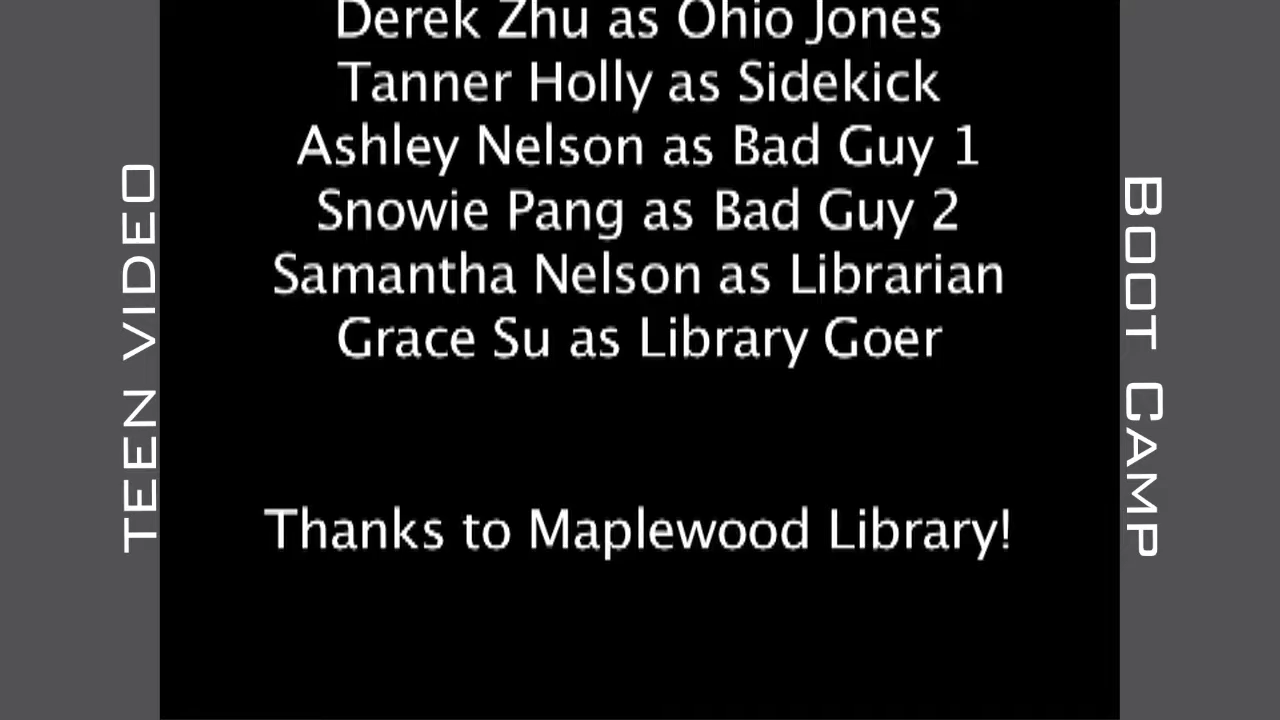 Derek Zhu as Ohio Jones
Tanner Holly as Sidekick
Ashley Nelson as Bad Guy 1
Snowie Pang as Bad Guy 2
Samantha Nelson as Librarian
Grace Su as Library Goer
Thanks to Maplewood Library!
TEEN VIDEO
BOOT CAMP